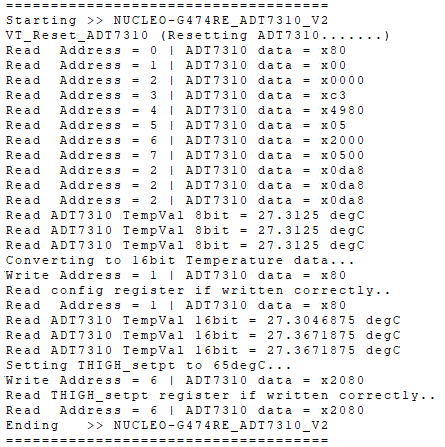 ====================================
Starting >> NUCLEO-G474RE_ADT7310_V2
VT_Reset_ADT7310 (Resetting ADT7310.......)
Read  Address = 0 | ADT7310 data = x80
Read  Address = 1 | ADT7310 data = x00
Read  Address = 2 | ADT7310 data = x0000
Read  Address = 3 | ADT7310 data = xc3
Read  Address = 4 | ADT7310 data = x4980
Read  Address = 5 | ADT7310 data = x05
Read  Address = 6 | ADT7310 data = x2000
Read  Address = 7 | ADT7310 data = x0500
Read  Address = 2 | ADT7310 data = x0da8
Read  Address = 2 | ADT7310 data = x0da8
Read  Address = 2 | ADT7310 data = x0da8
Read ADT7310 TempVal 8bit = 27.3125 degC
Read ADT7310 TempVal 8bit = 27.3125 degC
Read ADT7310 TempVal 8bit = 27.3125 degC
Converting to 16bit Temperature data...
Write Address = 1 | ADT7310 data = x80
Read config register if written correctly..
Read  Address = 1 | ADT7310 data = x80
Read ADT7310 TempVal 16bit = 27.3046875 degC
Read ADT7310 TempVal 16bit = 27.3671875 degC
Read ADT7310 TempVal 16bit = 27.3671875 degC
Setting THIGH_setpt to 65degC...
Write Address = 6 | ADT7310 data = x2080
Read THIGH_setpt register if written correctly..
Read  Address = 6 | ADT7310 data = x2080
Ending   >> NUCLEO-G474RE_ADT7310_V2
====================================